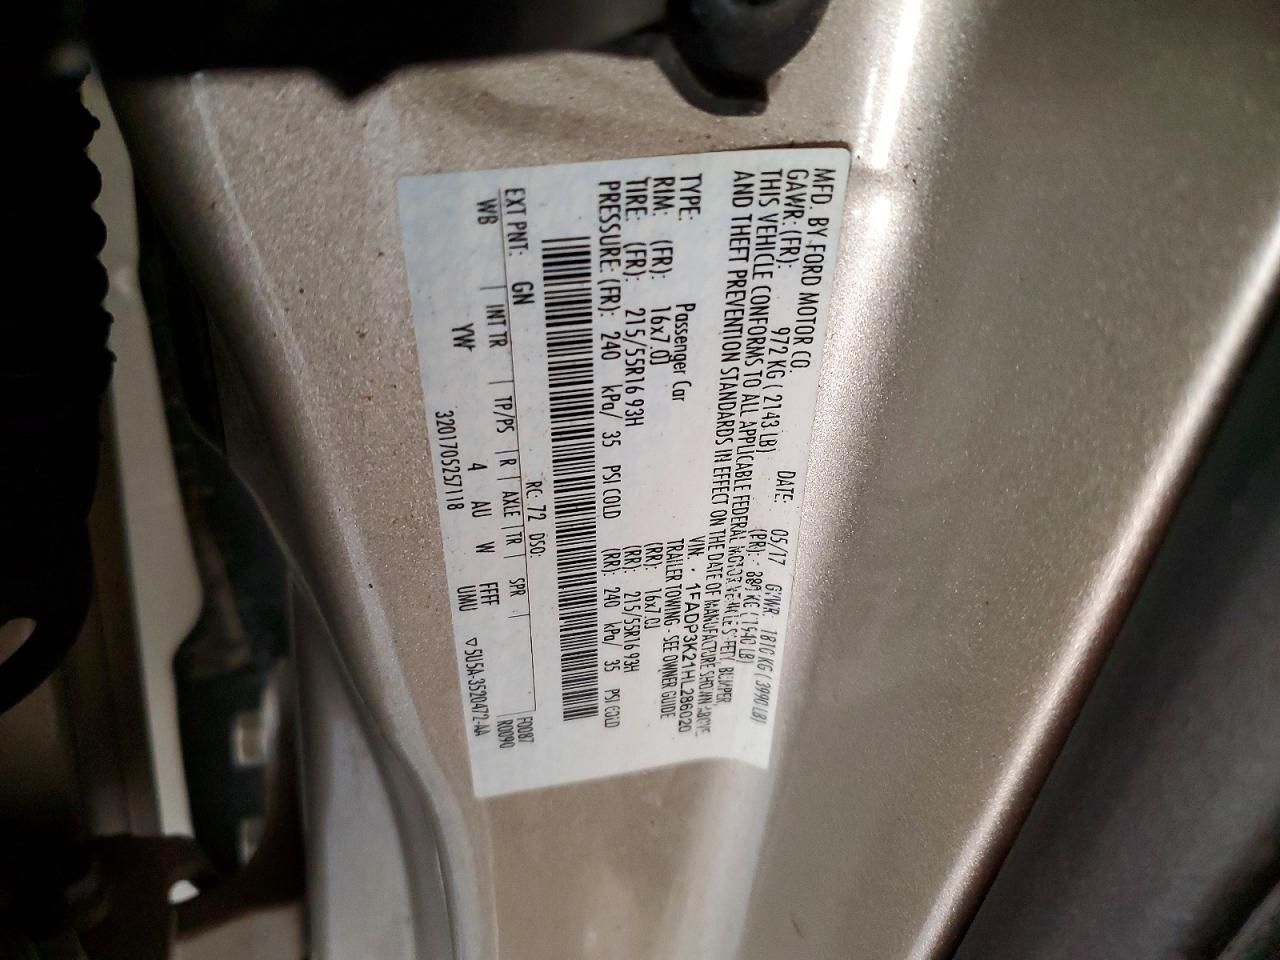 MFD. BY FORD MOTOR CO.
DATE: 05/17 GVWR: 1810 KG ( 3990 LB)
GAWR: (FR): 972 KG ( 2143 LB) (RR): KG ( 1940 LB)
THIS VEHICLE CONFORMS TO ALL APPLICABLE FEDERAL MOTOR VEHICLE SAFETY, BUMPER,
AND THEFT PREVENTION STANDARDS IN EFFECT ON THE DATE OF MANUFACTURE SHOWN ABOVE.
VIN: 1FADP3K21HL286020
TYPE: Passenger Car TRAILER TOWING - SEE OWNER GUIDE
RIM: (FR): 16x7.0J (RR): 16x7.0J
TIRE: (FR): 215/55R16 93H (RR): 215/55R16 93H
PRESSURE: (FR): 240 kPa/ 35 PSI COLD (RR): 240 kPa/ 35 PSI COLD
EXT PNT: GN RC: 72 DSO: F0087
R0090
WB INT TR TP/PS R AXLE TR SPR
YW 4 AU W FFFF
UMU ▽5U5A-3520472-AA
3201705257118